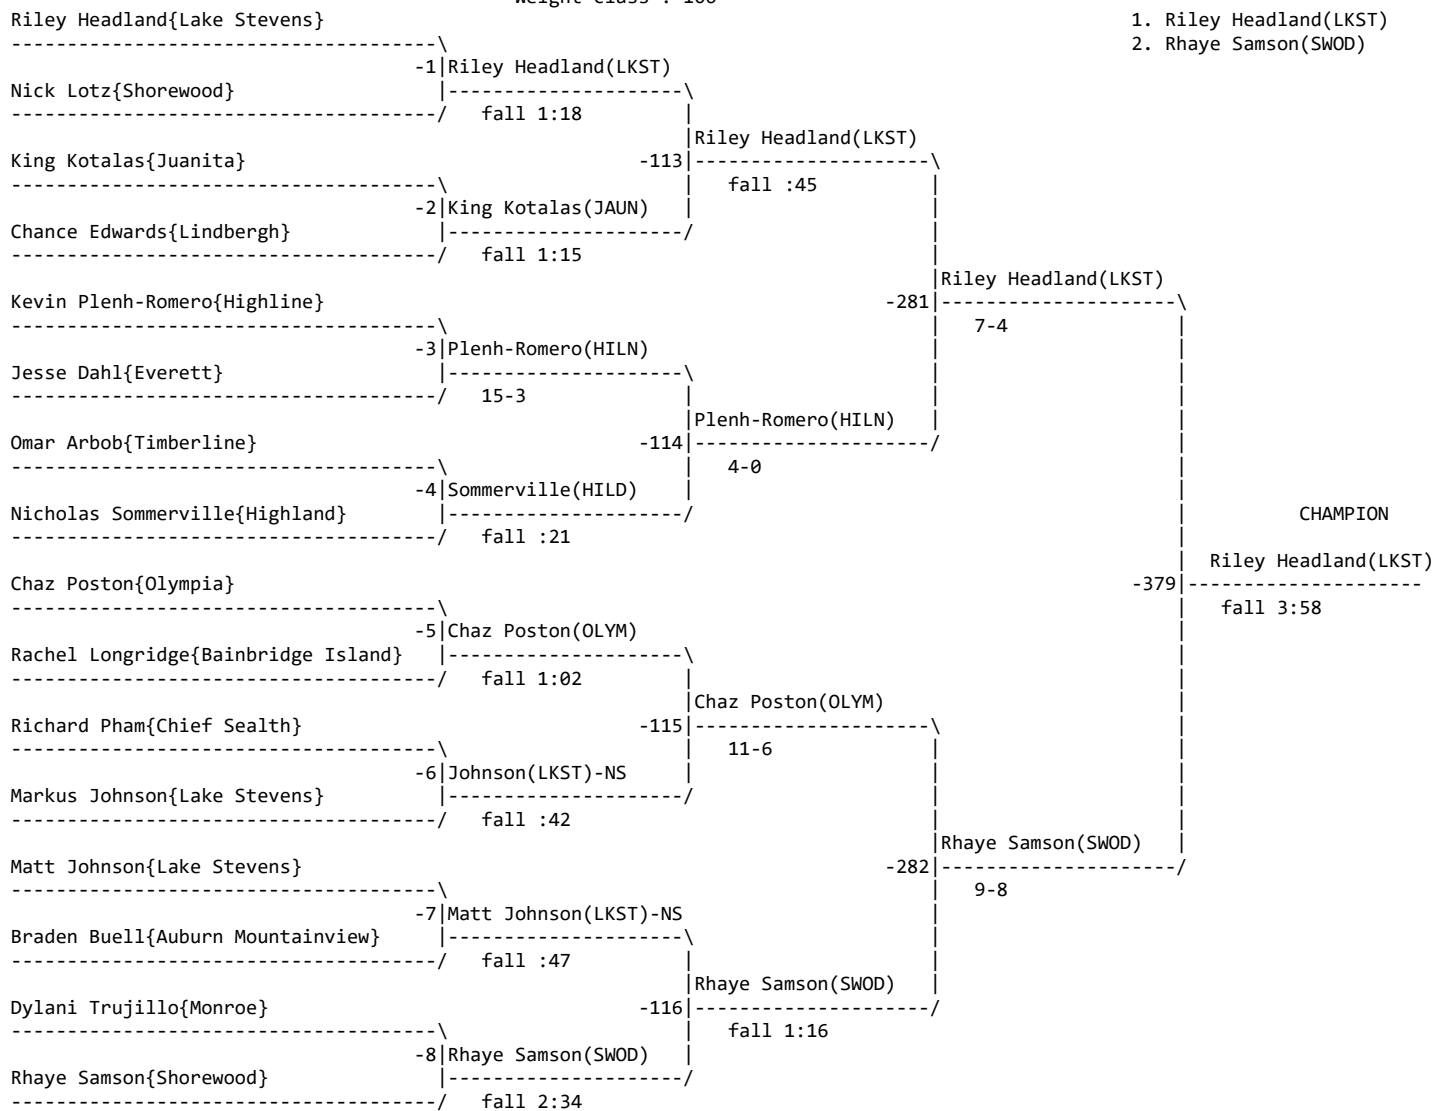 Riley Headland{Lake Stevens}
1. Riley Headland(LKST)
2. Rhaye Samson(SWOD)
-1|Riley Headland(LKST)
Nick Lotz{Shorewood}
fall 1:18
Riley Headland(LKST)
King Kotalas{Juanita}
-113
fall :45
-2|King Kotalas(JAUN)
Chance Edwards{Lindbergh}
fall 1:15
Riley Headland(LKST)
Kevin Plenh-Romero{Highline}
-281
7-4
-3|Plenh-Romero(HILN)
Jesse Dahl{Everett}
15-3
Plenh-Romero(HILN)
Omar Arbob{Timberline}
-114
4-0
-4|Sommerville(HILD)
Nicholas Sommerville{Highland}
CHAMPION
fall :21
Riley Headland(LKST)
Chaz Poston{Olympia}
-379
fall 3:58
-5|Chaz Poston(OLYM)
Rachel Longridge{Bainbridge Island}
fall 1:02
Chaz Poston(OLYM)
Richard Pham{Chief Sealth}
-115
11-6
-6|Johnson(LKST)-NS
Markus Johnson{Lake Stevens}
fall :42
Rhaye Samson(SWOD)
Matt Johnson{Lake Stevens}
-282
9-8
-7|Matt Johnson(LKST)-NS
Braden Buell{Auburn Mountainview}
fall :47
Rhaye Samson(SWOD)
Dylani Trujillo{Monroe}
-116
fall 1:16
-8|Rhaye Samson(SWOD)
Rhaye Samson{Shorewood}
fall 2:34